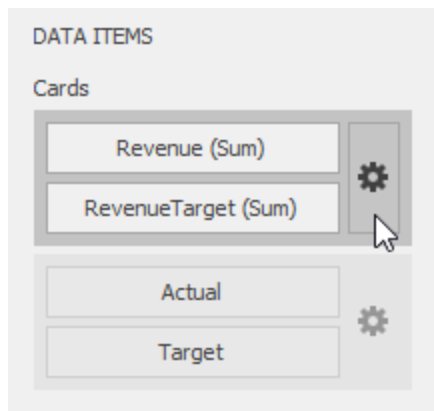 DATA ITEMS
Cards
Revenue (Sum)
RevenueTarget (Sum)
Actual
Target